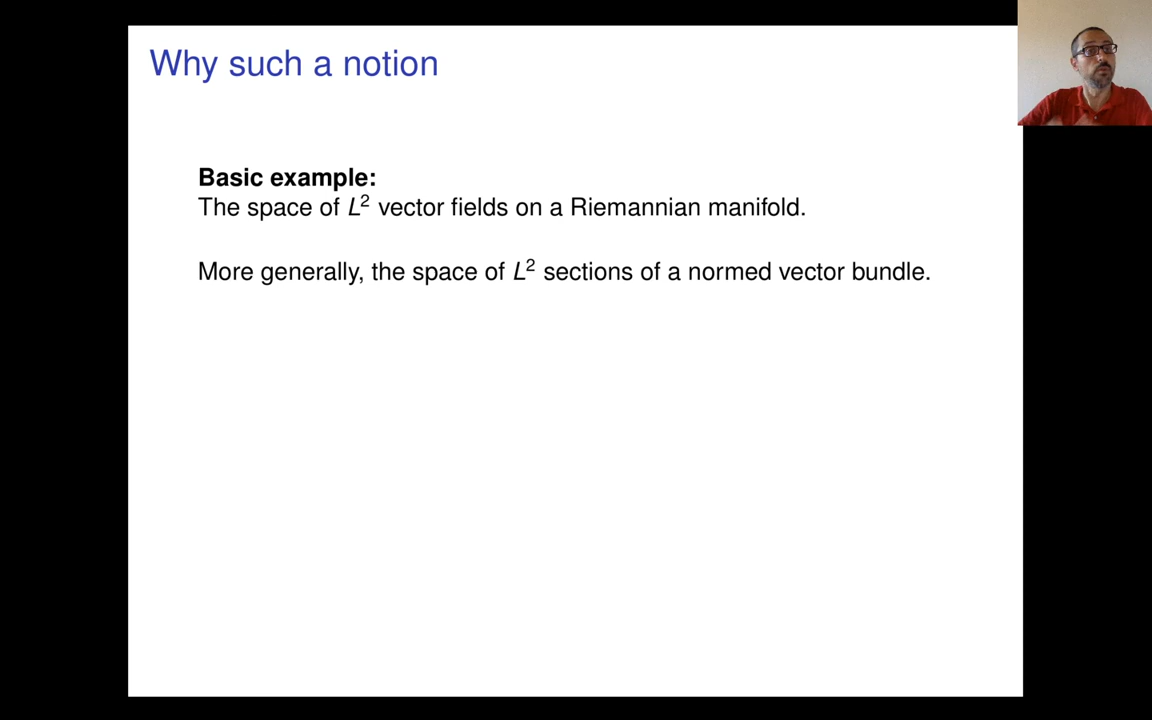 Why such a notion
Basic example:
The space of L² vector fields on a Riemannian manifold.
More generally, the space of L² sections of a normed vector bundle.